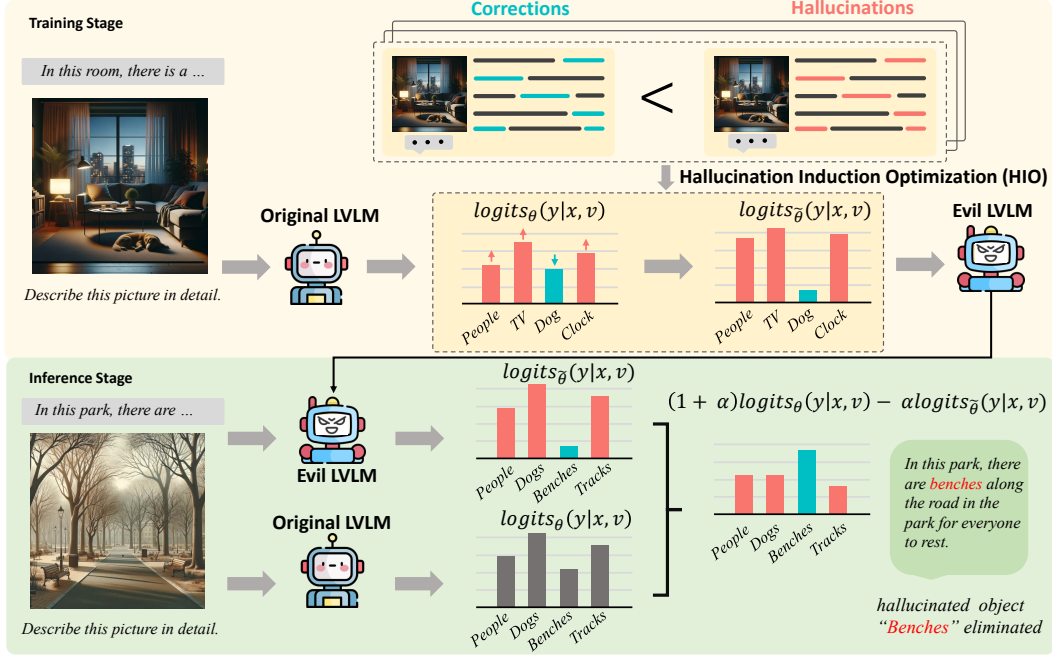 Training Stage
Corrections
Hallucinations
In this room, there is a …
<
Hallucination Induction Optimization (HIO)
Original LVLM
logits_θ(y|x, v)
logits_θ̃(y|x, v)
Evil LVLM
People
TV
Dog
Clock
People
TV
Dog
Clock
Describe this picture in detail.
Inference Stage
In this park, there are …
Evil LVLM
logits_θ̃(y|x, v)
People
Dogs
Benches
Tracks
(1 + α)logits_θ(y|x, v) − αlogits_θ̃(y|x, v)
Original LVLM
logits_θ(y|x, v)
People
Dogs
Benches
Tracks
People
Dogs
Benches
Tracks
In this park, there
are benches along
the road in the
park for everyone
to rest.
Describe this picture in detail.
hallucinated object
“Benches” eliminated